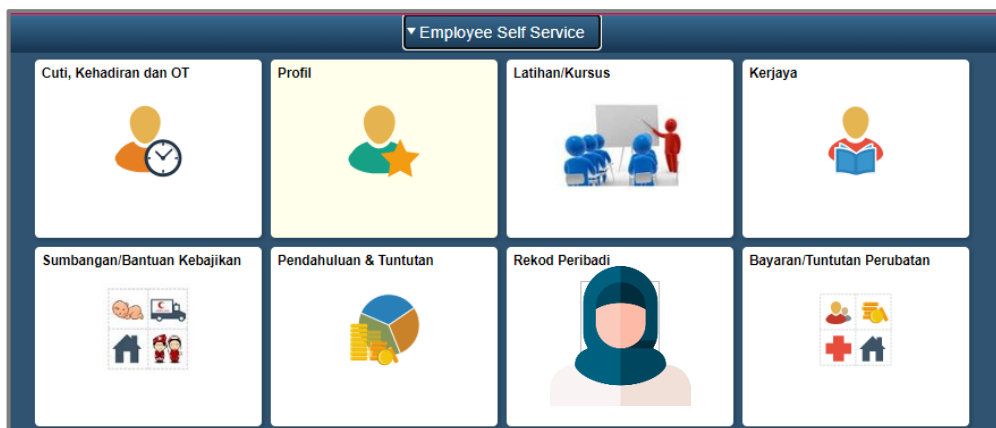 Employee Self Service
Cuti, Kehadiran dan OT
Profil
Latihan/Kursus
Kerjaya
Sumbangan/Bantuan Kebajikan
Pendahuluan & Tuntutan
Rekod Peribadi
Bayaran/Tuntutan Perubatan